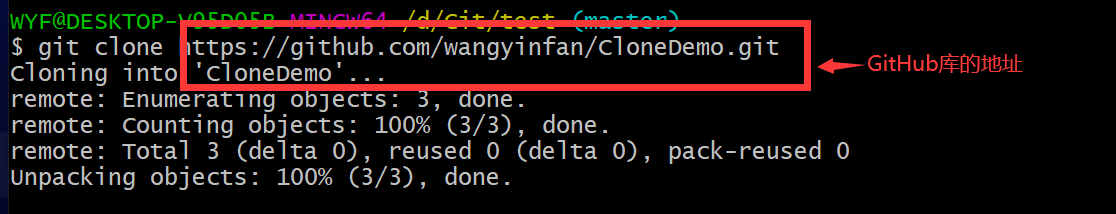 WYF@DESKTOP-V95DO5B MINGW64 /d/Git/test (master)
$ git clone https://github.com/wangyinfan/CloneDemo.git
Cloning into 'CloneDemo'...
GitHub库的地址
remote: Enumerating objects: 3, done.
remote: Counting objects: 100% (3/3), done.
remote: Total 3 (delta 0), reused 0 (delta 0), pack-reused 0
Unpacking objects: 100% (3/3), done.